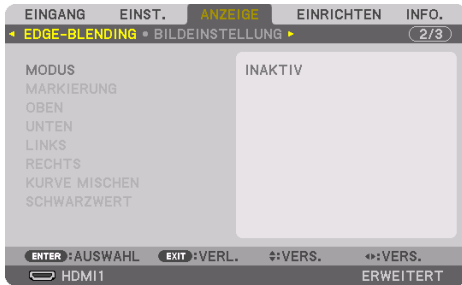 EINGANG EINST. ANZEIGE EINRICHTEN INFO.
EDGE-BLENDING • BILDEINSTELLUNG 2/3
MODUS INAKTIV
MARKIERUNG
OBEN
UNTEN
LINKS
RECHTS
KURVE MISCHEN
SCHWARZWERT
ENTER :AUSWAHL EXIT :VERL. :VERS. :VERS.
HDMI1 ERWEITERT